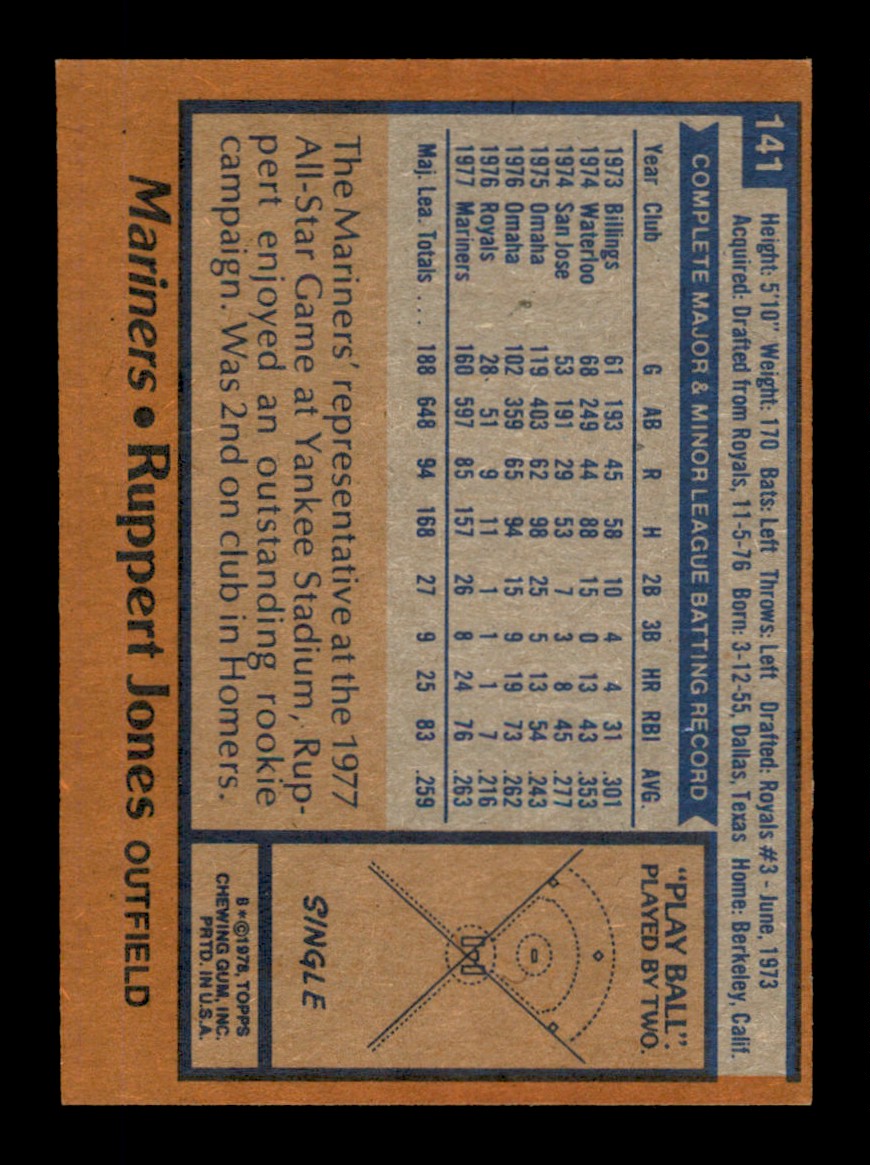 141
Height: 5'10" Weight: 170 Bats: Left Throws: Left Drafted: Royals #3 - June, 1973
Acquired: Drafted from Royals, 11-5-76 Born: 3-12-55, Dallas, Texas Home: Berkeley, Calif.
COMPLETE MAJOR & MINOR LEAGUE BATTING RECORD
Year Club G AB R H 2B 3B HR RBI AVG.
1973 Billings 61 193 45 58 10 4 4 31 .301
1974 Waterloo 68 249 44 88 15 0 13 43 .353
1974 San Jose 53 191 29 53 7 3 8 45 .277
1975 Omaha 119 403 62 98 25 5 13 54 .243
1976 Omaha 102 359 65 94 15 9 19 73 .262
1976 Royals 28 51 9 11 1 1 1 7 .216
1977 Mariners 160 597 85 157 26 8 24 76 .263
Maj. Lea. Totals . . . 188 648 94 168 27 9 25 83 .259
The Mariners' representative at the 1977
All-Star Game at Yankee Stadium, Rup-
pert enjoyed an outstanding rookie
campaign. Was 2nd on club in Homers.
"PLAY BALL":
PLAYED BY TWO.
SINGLE
B*©1978, TOPPS
CHEWING GUM, INC.
PRTD. IN U.S.A.
Mariners • Ruppert Jones OUTFIELD